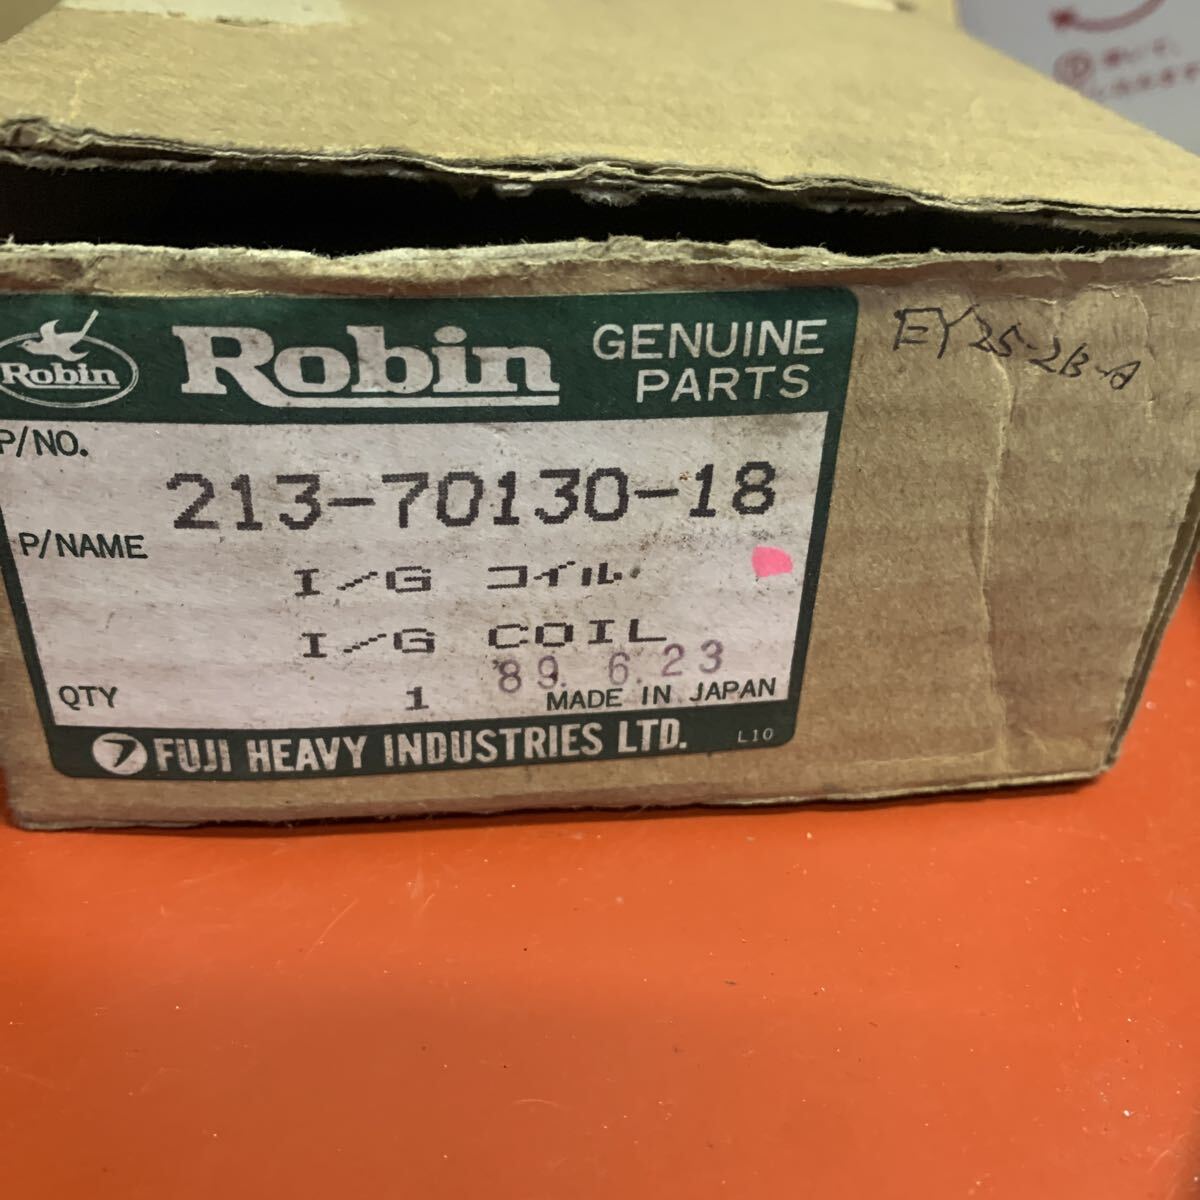 Robin
Robin
GENUINE
PARTS
EY25-2B-A
P/NO.
213-70130-18
P/NAME
I/G コイル
I/G COIL
'89. 6. 23
QTY
1
MADE IN JAPAN
フ FUJI HEAVY INDUSTRIES LTD.
L10